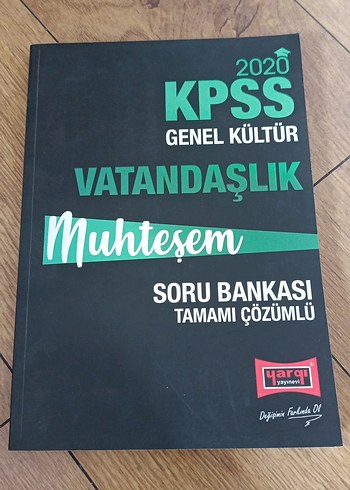 2020
KPSS
GENEL KÜLTÜR
VATANDAŞLIK
Muhteşem
SORU BANKASI
TAMAMI ÇÖZÜMLÜ
yargı
yayınevi
Değişimin Farkında Ol